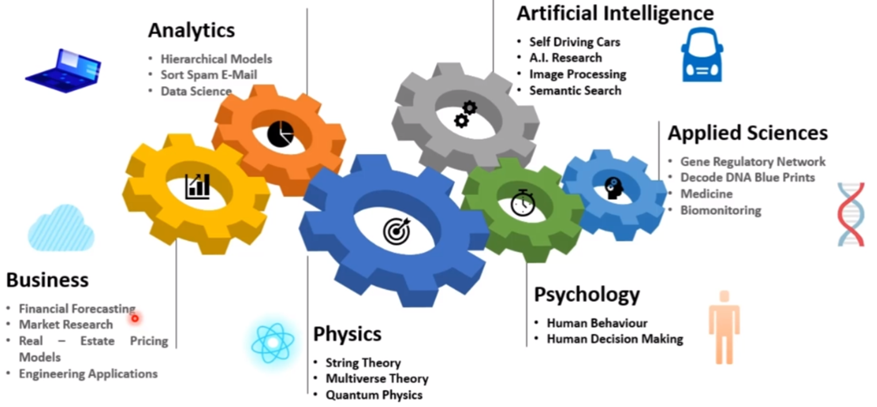 Analytics
• Hierarchical Models
• Sort Spam E-Mail
• Data Science
Artificial Intelligence
• Self Driving Cars
• A.I. Research
• Image Processing
• Semantic Search
Applied Sciences
• Gene Regulatory Network
• Decode DNA Blue Prints
• Medicine
• Biomonitoring
Business
• Financial Forecasting
• Market Research
• Real – Estate Pricing
Models
• Engineering Applications
Physics
• String Theory
• Multiverse Theory
• Quantum Physics
Psychology
• Human Behaviour
• Human Decision Making